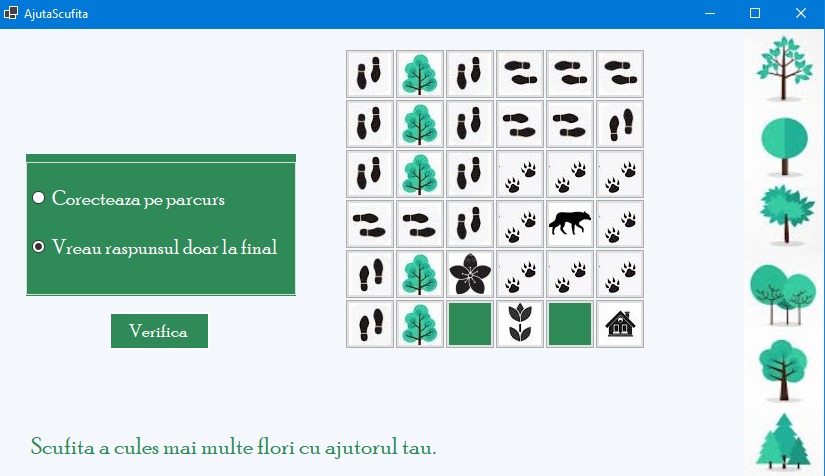 AjutaScufita
Corecteaza pe parcurs
Vreau raspunsul doar la final
Verifica
Scufita a cules mai multe flori cu ajutorul tau.